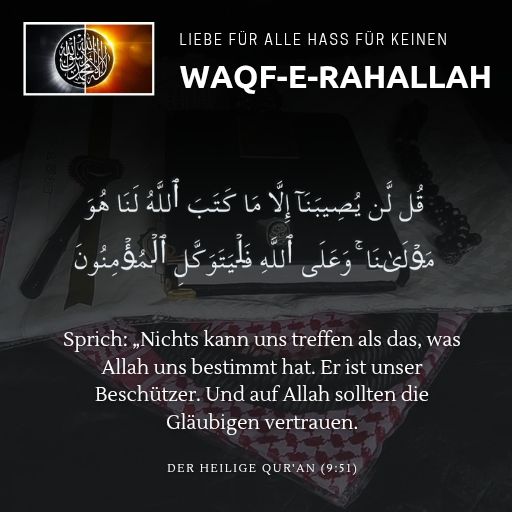 LIEBE FÜR ALLE HASS FÜR KEINEN
WAQF-E-RAHALLAH
قُل لَّن يُصِيبَنَآ إِلَّا مَا كَتَبَ ٱللَّهُ لَنَا هُوَ
مَوْلَىٰنَا ۚ وَعَلَى ٱللَّهِ فَلْيَتَوَكَّلِ ٱلْمُؤْمِنُونَ
Sprich: „Nichts kann uns treffen als das, was
Allah uns bestimmt hat. Er ist unser
Beschützer. Und auf Allah sollten die
Gläubigen vertrauen.
DER HEILIGE QUR'AN (9:51)